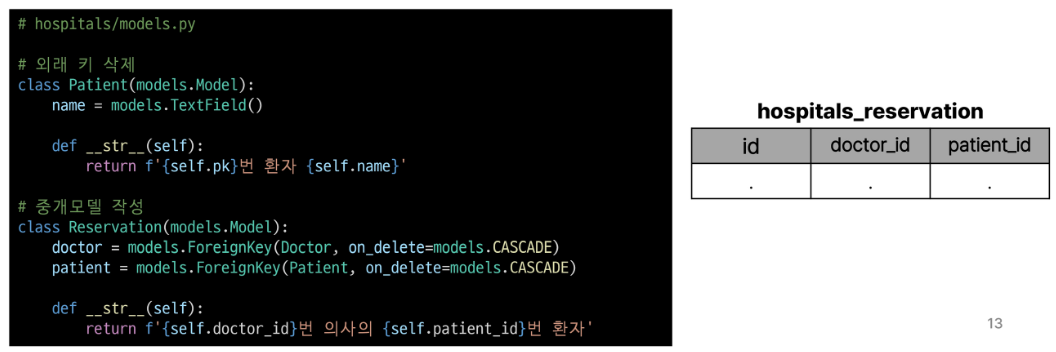 # hospitals/models.py
# 외래 키 삭제
class Patient(models.Model):
    name = models.TextField()
    def __str__(self):
        return f'{self.pk}번 환자 {self.name}'
# 중개모델 작성
class Reservation(models.Model):
    doctor = models.ForeignKey(Doctor, on_delete=models.CASCADE)
    patient = models.ForeignKey(Patient, on_delete=models.CASCADE)
    def __str__(self):
        return f'{self.doctor_id}번 의사의 {self.patient_id}번 환자'
hospitals_reservation
id doctor_id patient_id
. . .
13